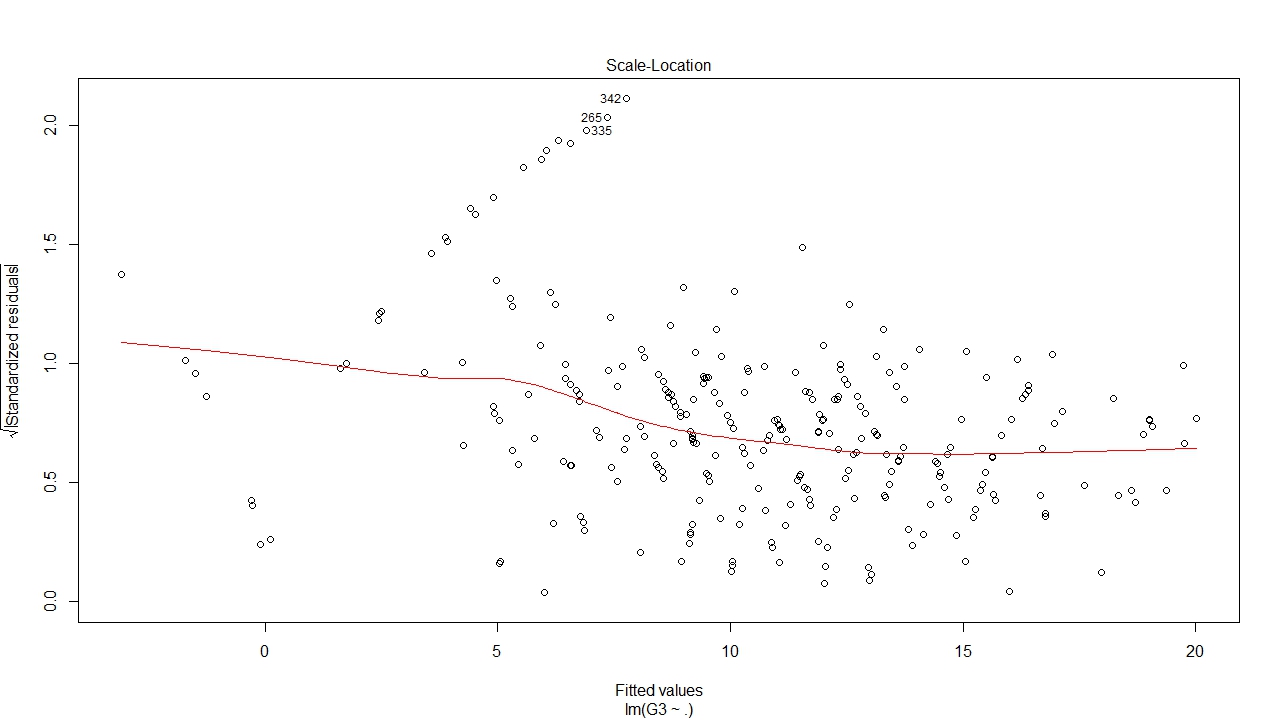 Scale-Location
√|Standardized residuals|
2.0
1.5
1.0
0.5
0.0
342
265
335
0 5 10 15 20
Fitted values
lm(G3 ~ .)